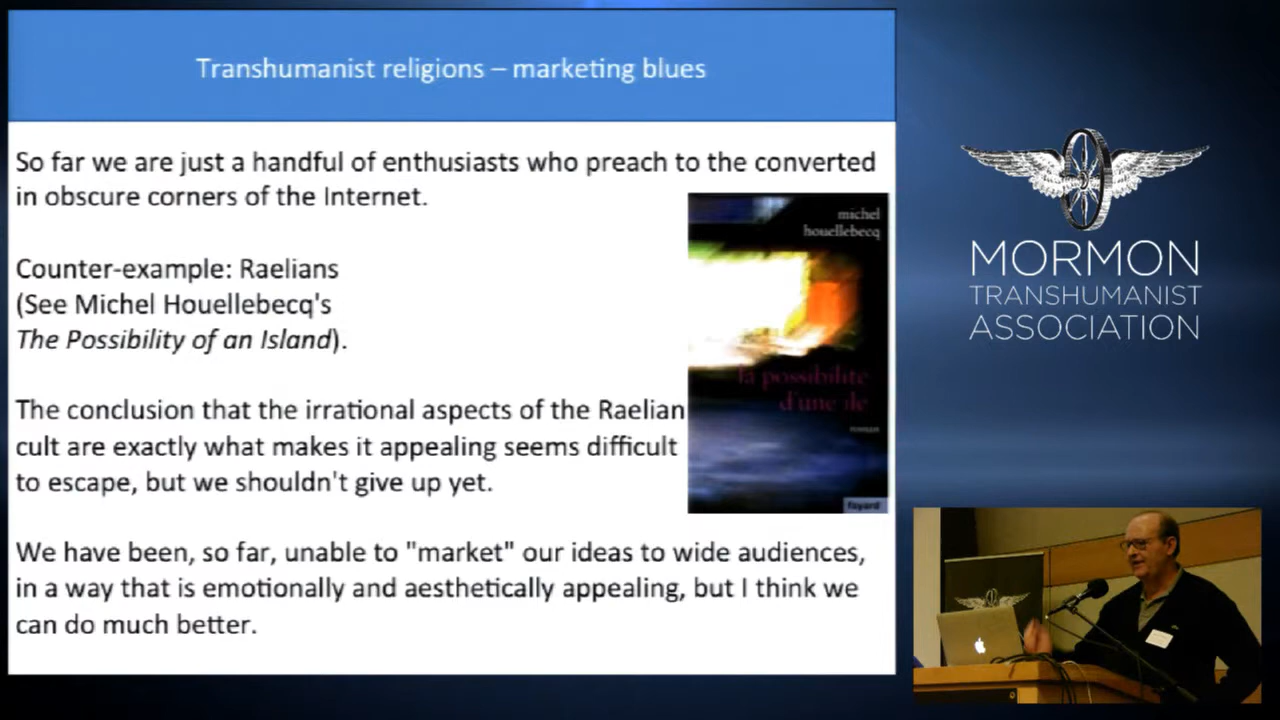 Transhumanist religions – marketing blues
So far we are just a handful of enthusiasts who preach to the converted
in obscure corners of the Internet.
Counter-example: Raelians
(See Michel Houellebecq's
The Possibility of an Island).
The conclusion that the irrational aspects of the Raelian
cult are exactly what makes it appealing seems difficult
to escape, but we shouldn't give up yet.
We have been, so far, unable to "market" our ideas to wide audiences,
in a way that is emotionally and aesthetically appealing, but I think we
can do much better.
michel
houellebecq
la possibilité
d'une île
fayard
MORMON
TRANSHUMANIST
ASSOCIATION